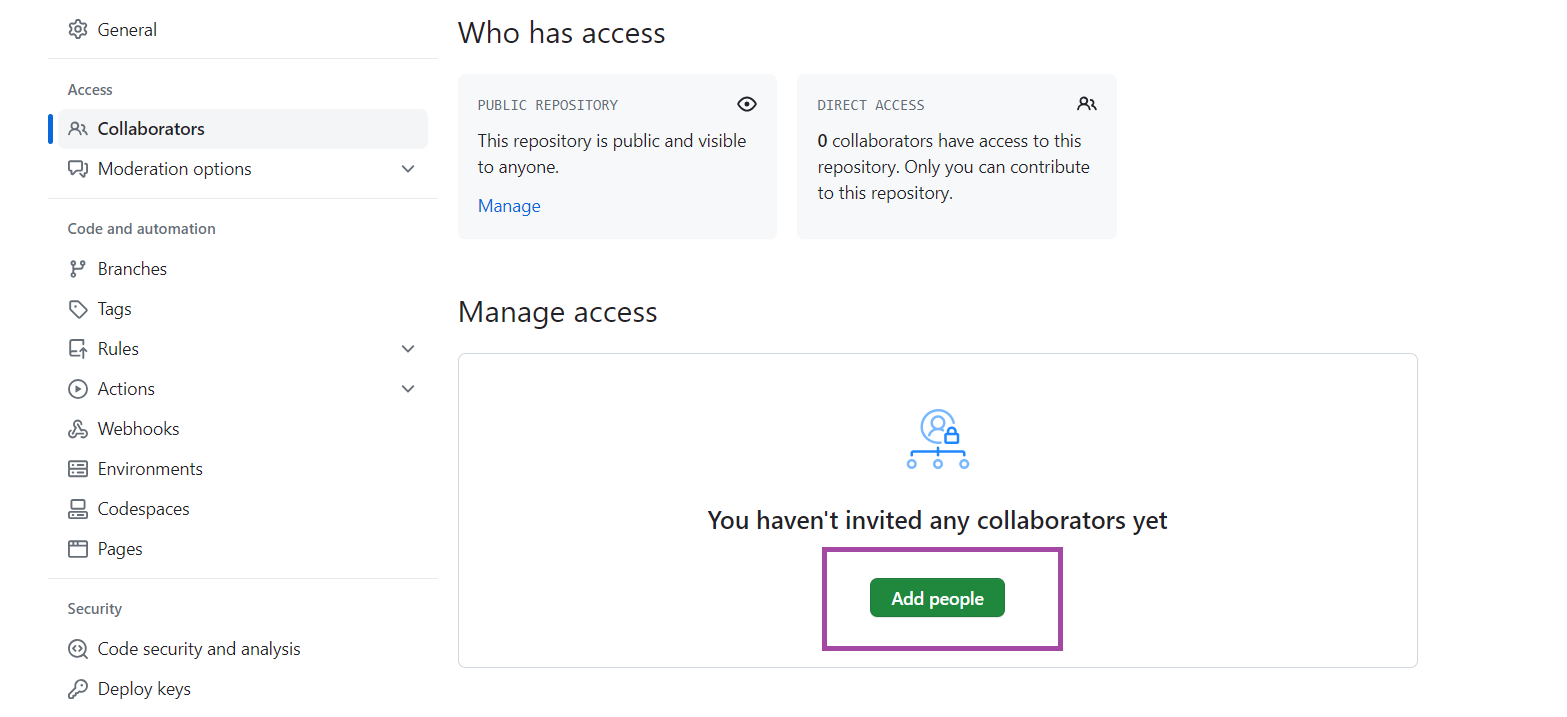 General
Access
Collaborators
Moderation options
Code and automation
Branches
Tags
Rules
Actions
Webhooks
Environments
Codespaces
Pages
Security
Code security and analysis
Deploy keys
Who has access
PUBLIC REPOSITORY
This repository is public and visible
to anyone.
Manage
DIRECT ACCESS
0 collaborators have access to this
repository. Only you can contribute
to this repository.
Manage access
You haven't invited any collaborators yet
Add people